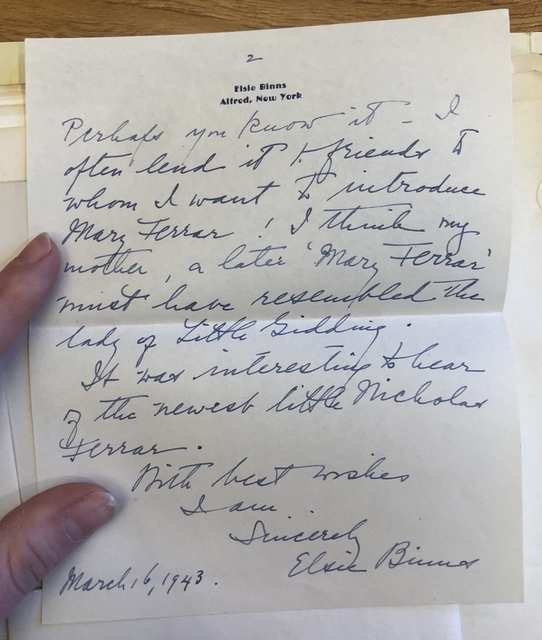 2
Elsie Binns
Alfred, New York
Perhaps you know it - I
often lend it to friends to
whom I want to introduce
Mary Ferrar! I think my
mother, a later 'Mary Ferrar'
must have resembled the
lady of Little Gidding.
It was interesting to hear
of the newest little Nicholas
Ferrar.
With best wishes
I am
Sincerely
Elsie Binns
March 16, 1943.